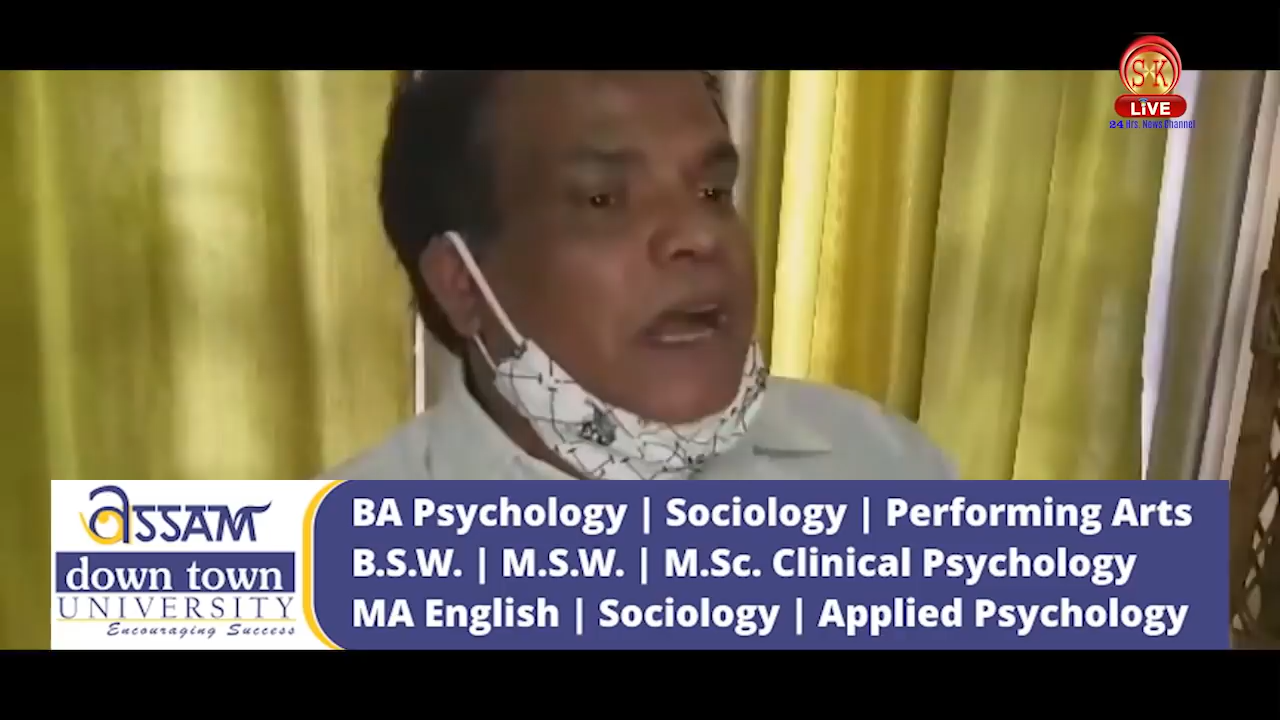 SK
LIVE
24 Hrs. News Channel
ASSAM
down town
UNIVERSITY
Encouraging Success
BA Psychology | Sociology | Performing Arts
B.S.W. | M.S.W. | M.Sc. Clinical Psychology
MA English | Sociology | Applied Psychology